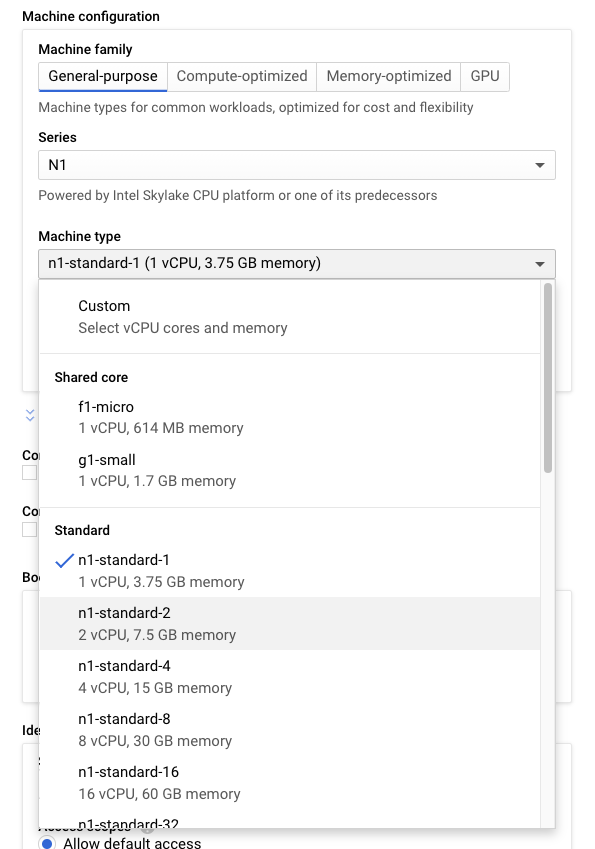 Machine configuration
Machine family
General-purpose Compute-optimized Memory-optimized GPU
Machine types for common workloads, optimized for cost and flexibility
Series
N1
Powered by Intel Skylake CPU platform or one of its predecessors
Machine type
n1-standard-1 (1 vCPU, 3.75 GB memory)
Custom
Select vCPU cores and memory
Shared core
f1-micro
1 vCPU, 614 MB memory
g1-small
1 vCPU, 1.7 GB memory
Standard
n1-standard-1
1 vCPU, 3.75 GB memory
n1-standard-2
2 vCPU, 7.5 GB memory
n1-standard-4
4 vCPU, 15 GB memory
n1-standard-8
8 vCPU, 30 GB memory
n1-standard-16
16 vCPU, 60 GB memory
n1-standard-32
Access scopes
Allow default access